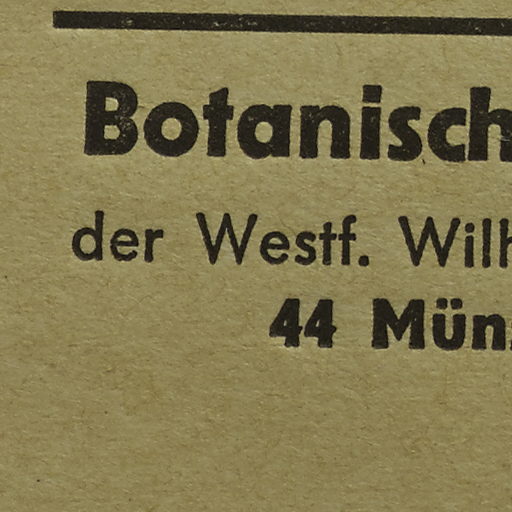 Botanisch
der Westf. Wilh
44 Mün